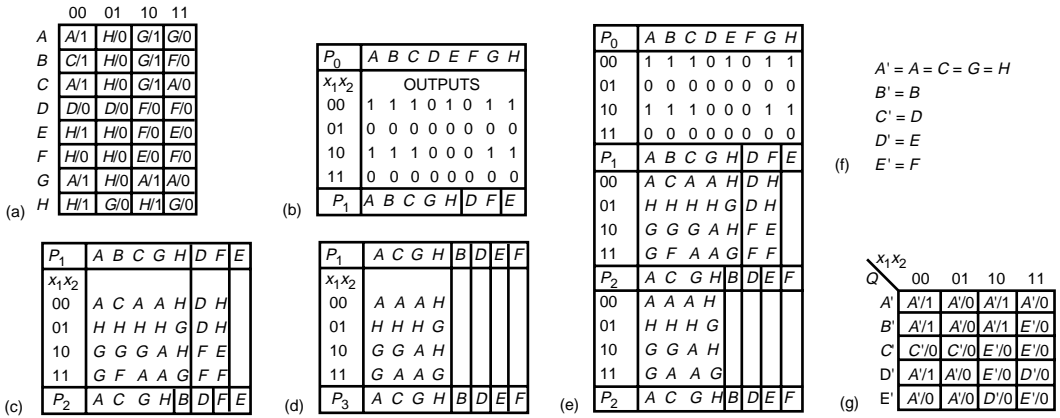 00 01 10 11
A A/1 H/0 G/1 G/0
B C/1 H/0 G/1 F/0
C A/1 H/0 G/1 A/0
D D/0 D/0 F/0 F/0
E H/1 H/0 F/0 E/0
F H/0 H/0 E/0 F/0
G A/1 H/0 A/1 A/0
H H/1 G/0 H/1 G/0
(a)
P0 A B C D E F G H
x1x2 OUTPUTS
00 1 1 1 0 1 0 1 1
01 0 0 0 0 0 0 0 0
10 1 1 1 0 0 0 1 1
11 0 0 0 0 0 0 0 0
P1 A B C G H D F E
(b)
P1 A B C G H D F E
x1x2
00 A C A A H D H
01 H H H H G D H
10 G G G A H F E
11 G F A A G F F
P2 A C G H B D F E
(c)
P1 A C G H B D E F
x1x2
00 A A A H
01 H H H G
10 G G A H
11 G A A G
P3 A C G H B D E F
(d)
P0 A B C D E F G H
00 1 1 1 0 1 0 1 1
01 0 0 0 0 0 0 0 0
10 1 1 1 0 0 0 1 1
11 0 0 0 0 0 0 0 0
P1 A B C G H D F E
00 A C A A H D H
01 H H H H G D H
10 G G G A H F E
11 G F A A G F F
P2 A C G H B D E F
00 A A A H
01 H H H G
10 G G A H
11 G A A G
P2 A C G H B D E F
(e)
A' = A = C = G = H
B' = B
C' = D
D' = E
E' = F
(f)
x1x2
Q 00 01 10 11
A' A'/1 A'/0 A'/1 A'/0
B' A'/1 A'/0 A'/1 E'/0
C' C'/0 C'/0 E'/0 E'/0
D' A'/1 A'/0 E'/0 D'/0
E' A'/0 A'/0 D'/0 E'/0
(g)